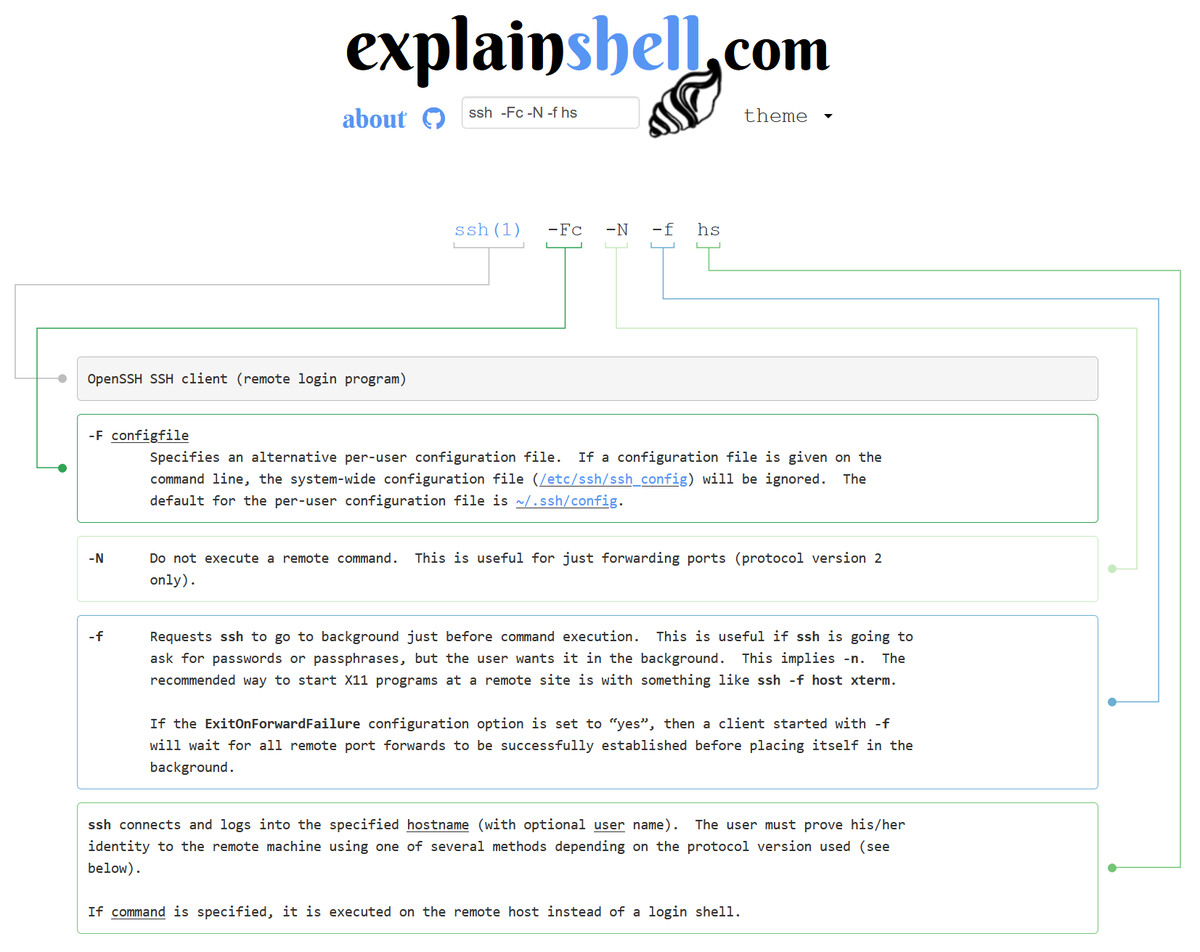 explainshell.com
about
ssh  -Fc -N -f hs
theme
ssh(1) -Fc -N -f hs
OpenSSH SSH client (remote login program)
-F configfile
Specifies an alternative per-user configuration file.  If a configuration file is given on the
command line, the system-wide configuration file (/etc/ssh/ssh_config) will be ignored.  The
default for the per-user configuration file is ~/.ssh/config.
-N Do not execute a remote command.  This is useful for just forwarding ports (protocol version 2
only).
-f Requests ssh to go to background just before command execution.  This is useful if ssh is going to
ask for passwords or passphrases, but the user wants it in the background.  This implies -n.  The
recommended way to start X11 programs at a remote site is with something like ssh -f host xterm.
If the ExitOnForwardFailure configuration option is set to “yes”, then a client started with -f
will wait for all remote port forwards to be successfully established before placing itself in the
background.
ssh connects and logs into the specified hostname (with optional user name).  The user must prove his/her
identity to the remote machine using one of several methods depending on the protocol version used (see
below).
If command is specified, it is executed on the remote host instead of a login shell.